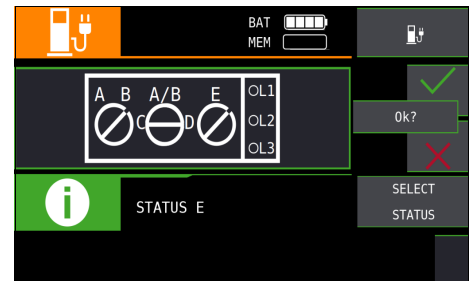 BAT
MEM
A B A/B E
C D
OL1
OL2
OL3
Ok?
i
STATUS E
SELECT
STATUS